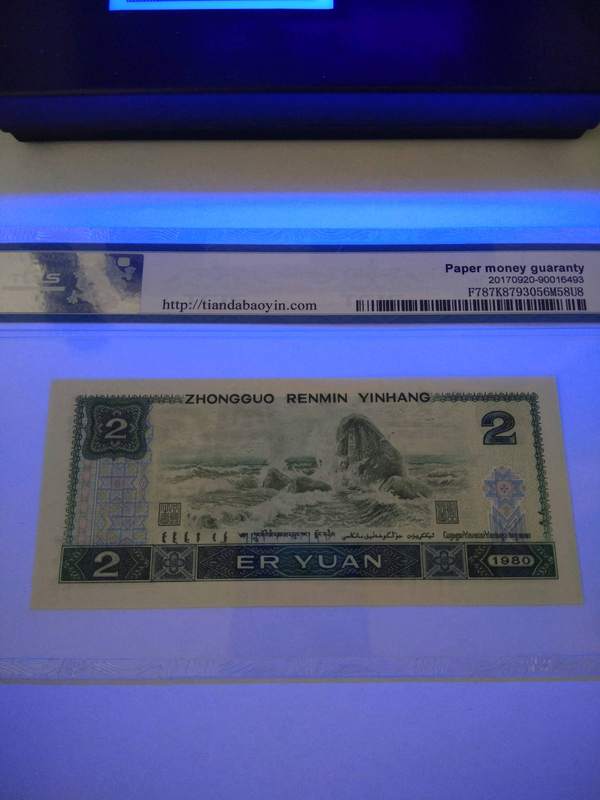 Paper money guaranty
20170920-90016493
http://tiandabaoyin.com
F787K8793056M58U8
ZHONGGUO RENMIN YINHANG
2
2
2
ER YUAN
1980